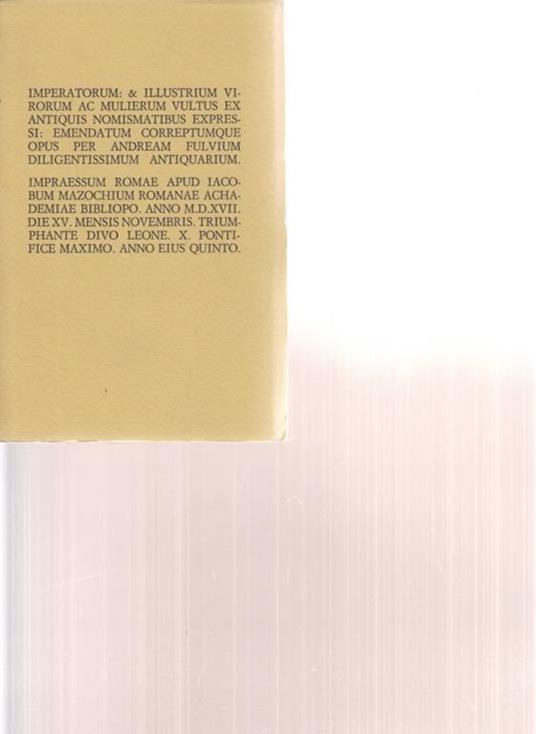 IMPERATORUM: & ILLUSTRIUM VI-
RORUM AC MULIERUM VULTUS EX
ANTIQUIS NOMISMATIBUS EXPRES-
SI: EMENDATUM CORREPTUMQUE
OPUS PER ANDREAM FULVIUM
DILIGENTISSIMUM ANTIQUARIUM.
IMPRAESSUM ROMAE APUD IACO-
BUM MAZOCHIUM ROMANAE ACHA-
DEMIAE BIBLIOPO. ANNO M.D.XVII.
DIE XV. MENSIS NOVEMBRIS. TRIUM-
PHANTE DIVO LEONE. X. PONTI-
FICE MAXIMO. ANNO EIUS QUINTO.